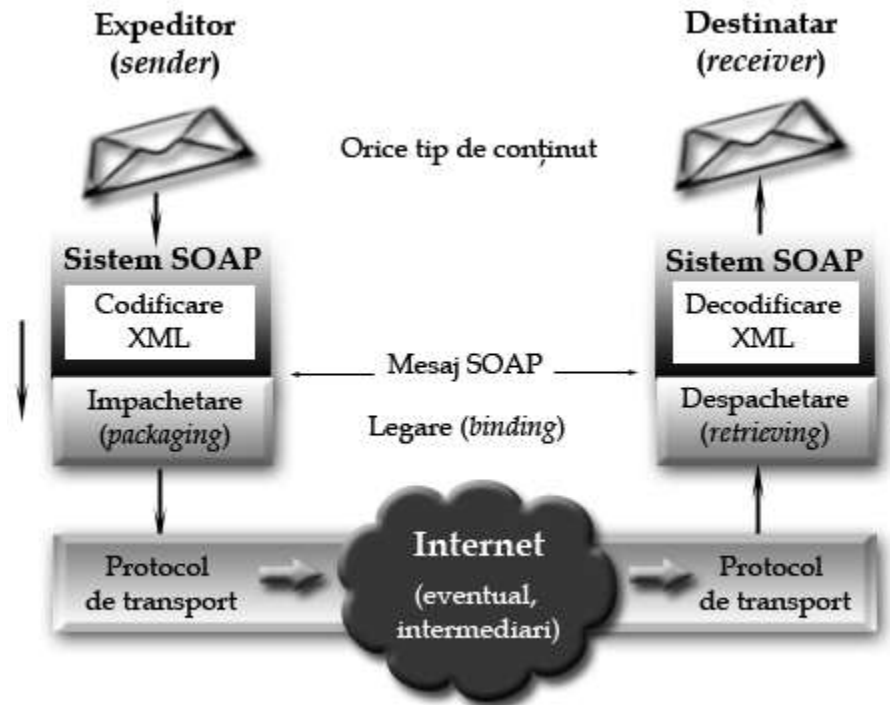 Expeditor
(sender)
Destinatar
(receiver)
Orice tip de conținut
Sistem SOAP
Codificare
XML
Sistem SOAP
Decodificare
XML
Mesaj SOAP
Impachetare
(packaging)
Legare (binding)
Despachetare
(retrieving)
Protocol
de transport
Internet
(eventual,
intermediari)
Protocol
de transport